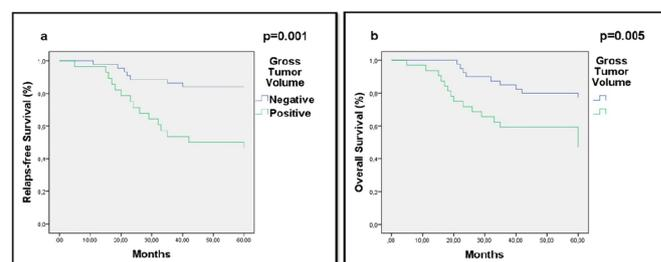 a
p=0.001
Gross
Tumor
Volume
Negative
Positive
Relaps-free Survival (%)
1,0
0,8
0,6
0,4
0,2
0,0
,00 10,00 20,00 30,00 40,00 50,00 60,00
Months
b
p=0.005
Gross
Tumor
Volume
Overall Survival (%)
1,0
0,8
0,6
0,4
0,2
0,0
,00 10,00 20,00 30,00 40,00 50,00 60,00
Months